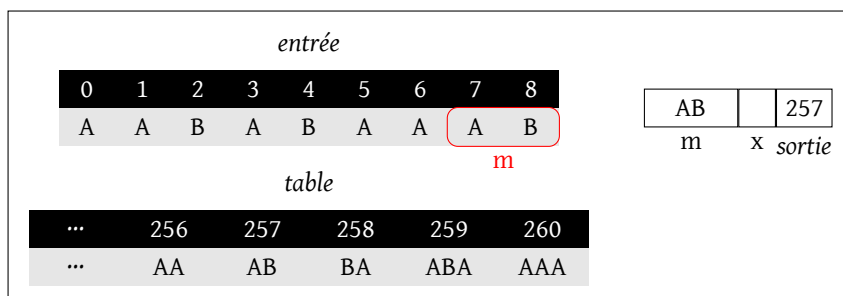 entrée
0 1 2 3 4 5 6 7 8
A A B A B A A A B
m
AB 257
m x sortie
table
... 256 257 258 259 260
... AA AB BA ABA AAA